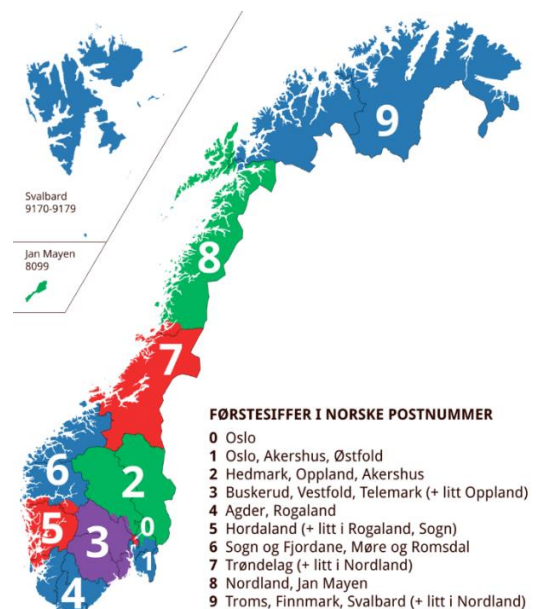 9
Svalbard
9170-9179
Jan Mayen
8099
8
7
6
2
5
3
0
1
4
FØRSTESIFFER I NORSKE POSTNUMMER
0 Oslo
1 Oslo, Akershus, Østfold
2 Hedmark, Oppland, Akershus
3 Buskerud, Vestfold, Telemark (+ litt Oppland)
4 Agder, Rogaland
5 Hordaland (+ litt i Rogaland, Sogn)
6 Sogn og Fjordane, Møre og Romsdal
7 Trøndelag (+ litt i Nordland)
8 Nordland, Jan Mayen
9 Troms, Finnmark, Svalbard (+ litt i Nordland)